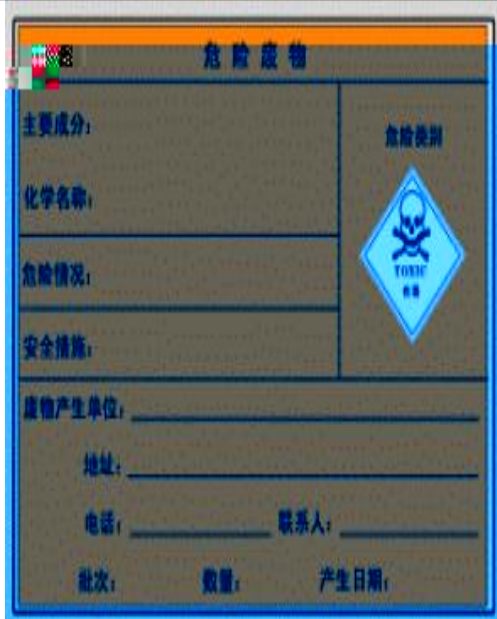 危险废物
主要成分:
危险类别
化学名称:
TOXIC
有毒
危险情况:
安全措施:
废物产生单位:
地址:
电话: 联系人:
批次: 数量: 产生日期: